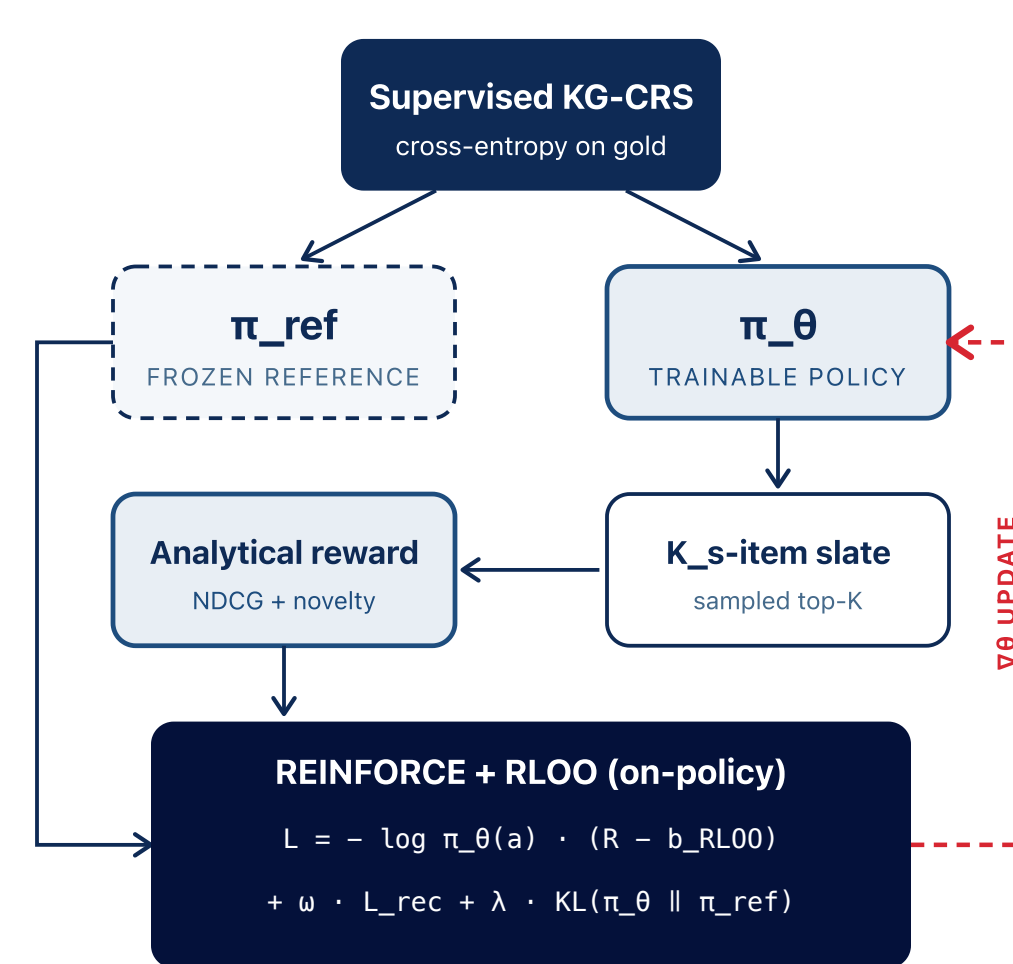 Supervised KG-CRS
cross-entropy on gold
π_ref
FROZEN REFERENCE
π_θ
TRAINABLE POLICY
Analytical reward
NDCG + novelty
K_s-item slate
sampled top-K
∇θ UPDATE
REINFORCE + RLOO (on-policy)
L = − log π_θ(a) · (R − b_RLOO)
+ ω · L_rec + λ · KL(π_θ ‖ π_ref)